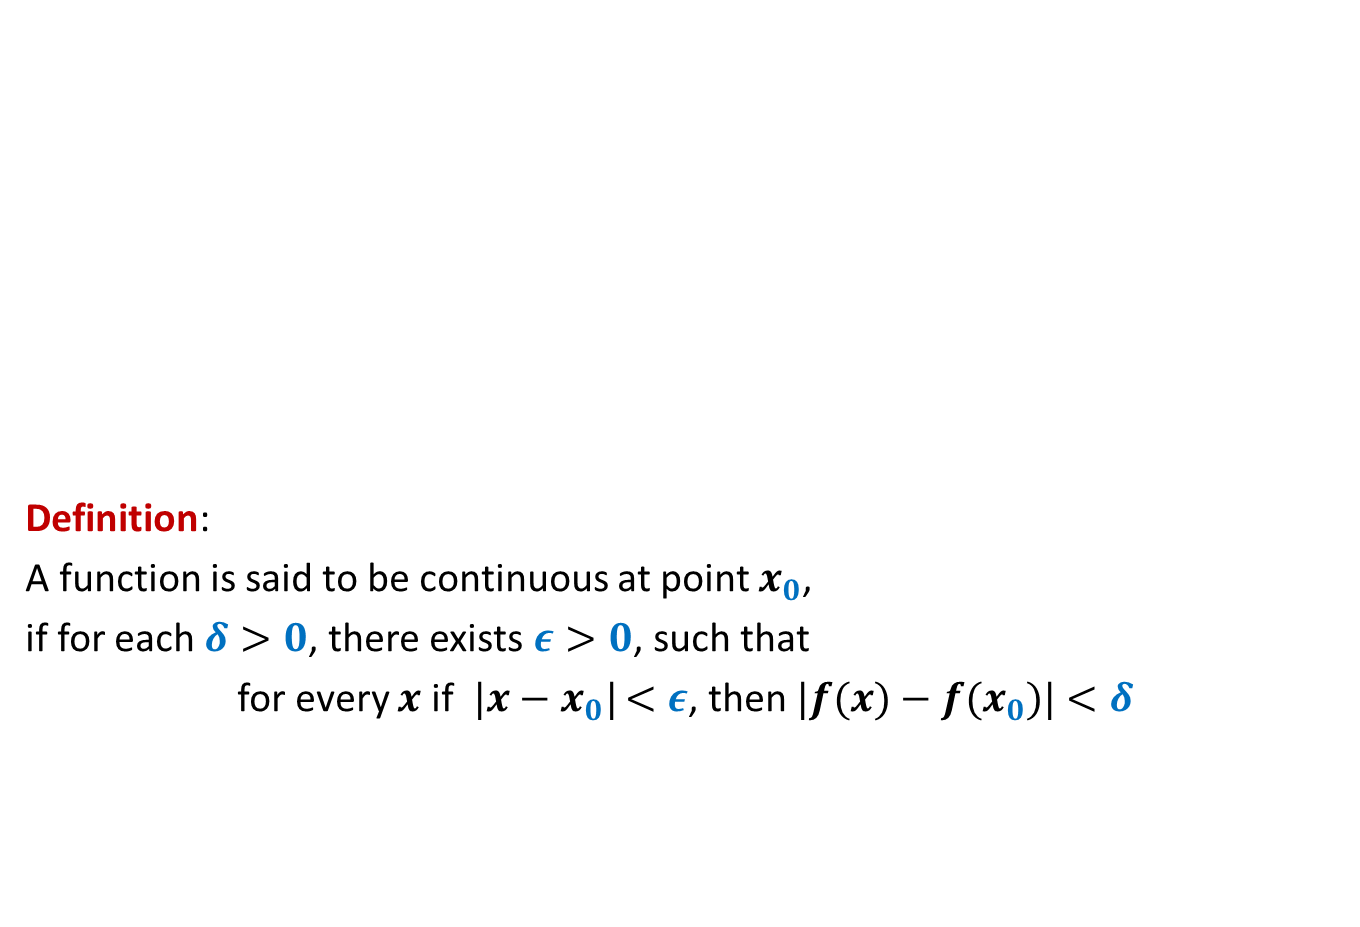 Definition:
A function is said to be continuous at point x₀,
if for each δ > 0, there exists ϵ > 0, such that
for every x if |x − x₀| < ϵ, then |f(x) − f(x₀)| < δ